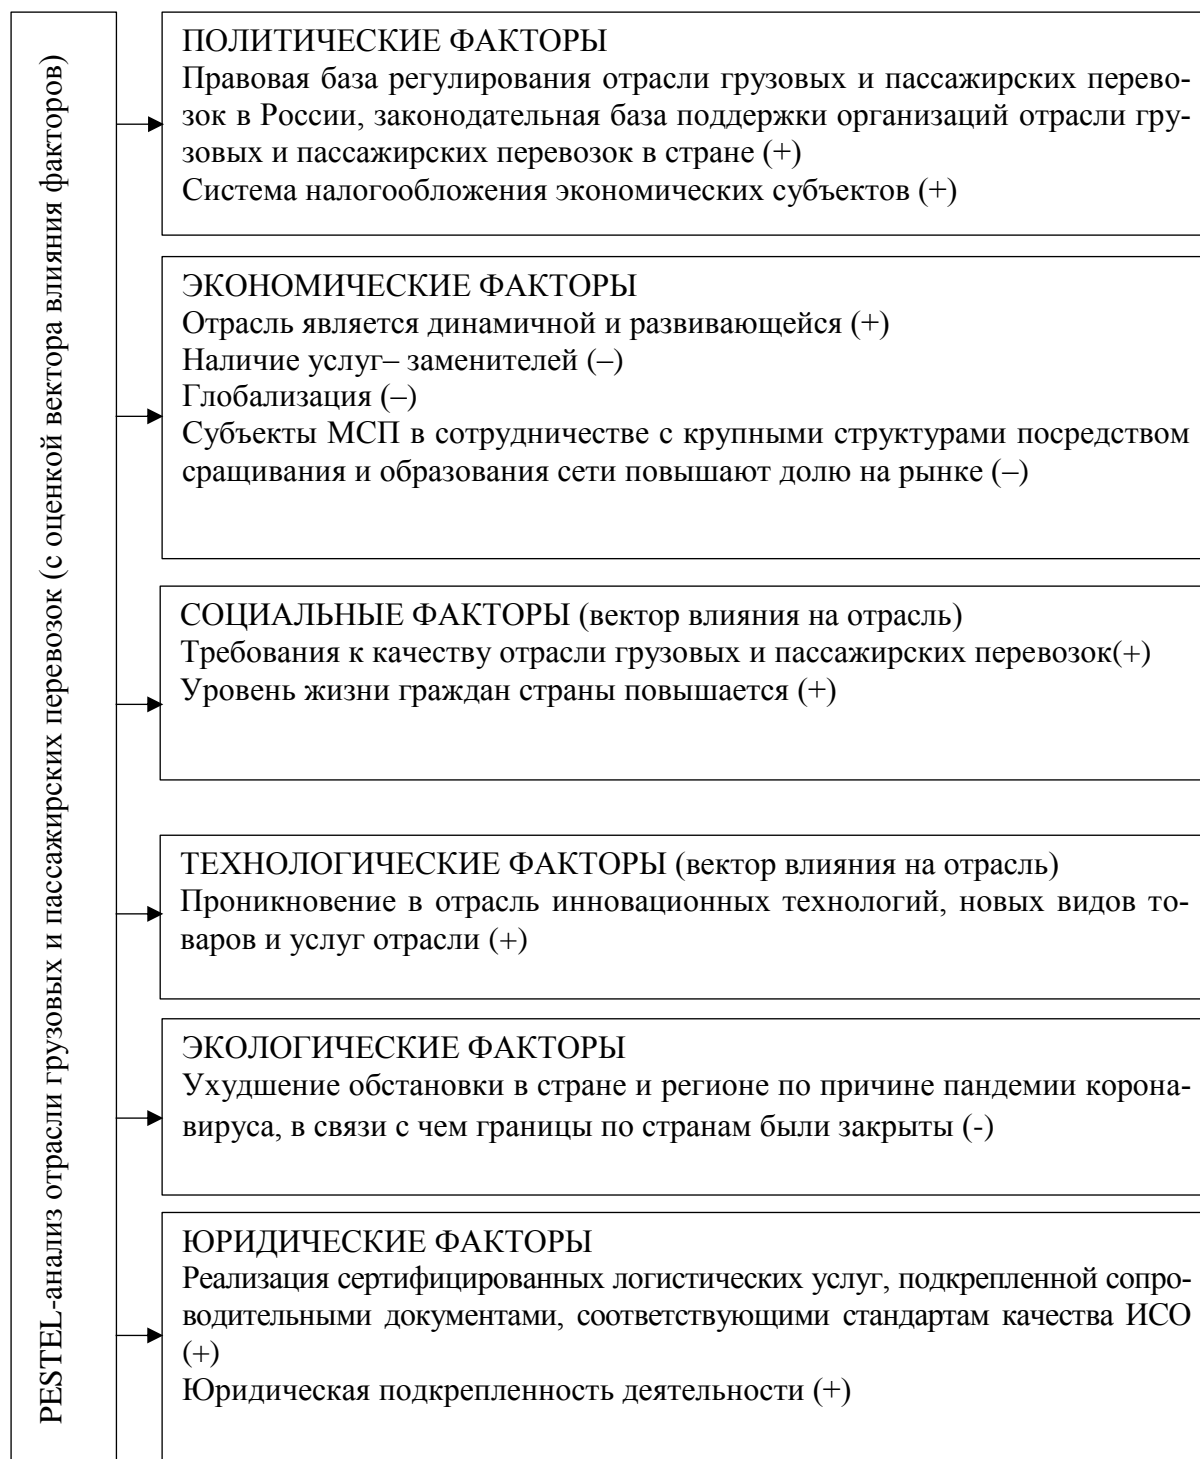 PESTEL-анализ отрасли грузовых и пассажирских перевозок (с оценкой вектора влияния факторов)
ПОЛИТИЧЕСКИЕ ФАКТОРЫ
Правовая база регулирования отрасли грузовых и пассажирских перево-
зок в России, законодательная база поддержки организаций отрасли гру-
зовых и пассажирских перевозок в стране (+)
Система налогообложения экономических субъектов (+)
ЭКОНОМИЧЕСКИЕ ФАКТОРЫ
Отрасль является динамичной и развивающейся (+)
Наличие услуг– заменителей (–)
Глобализация (–)
Субъекты МСП в сотрудничестве с крупными структурами посредством
сращивания и образования сети повышают долю на рынке (–)
СОЦИАЛЬНЫЕ ФАКТОРЫ (вектор влияния на отрасль)
Требования к качеству отрасли грузовых и пассажирских перевозок(+)
Уровень жизни граждан страны повышается (+)
ТЕХНОЛОГИЧЕСКИЕ ФАКТОРЫ (вектор влияния на отрасль)
Проникновение в отрасль инновационных технологий, новых видов то-
варов и услуг отрасли (+)
ЭКОЛОГИЧЕСКИЕ ФАКТОРЫ
Ухудшение обстановки в стране и регионе по причине пандемии корона-
вируса, в связи с чем границы по странам были закрыты (-)
ЮРИДИЧЕСКИЕ ФАКТОРЫ
Реализация сертифицированных логистических услуг, подкрепленной сопро-
водительными документами, соответствующими стандартам качества ИСО
(+)
Юридическая подкрепленность деятельности (+)